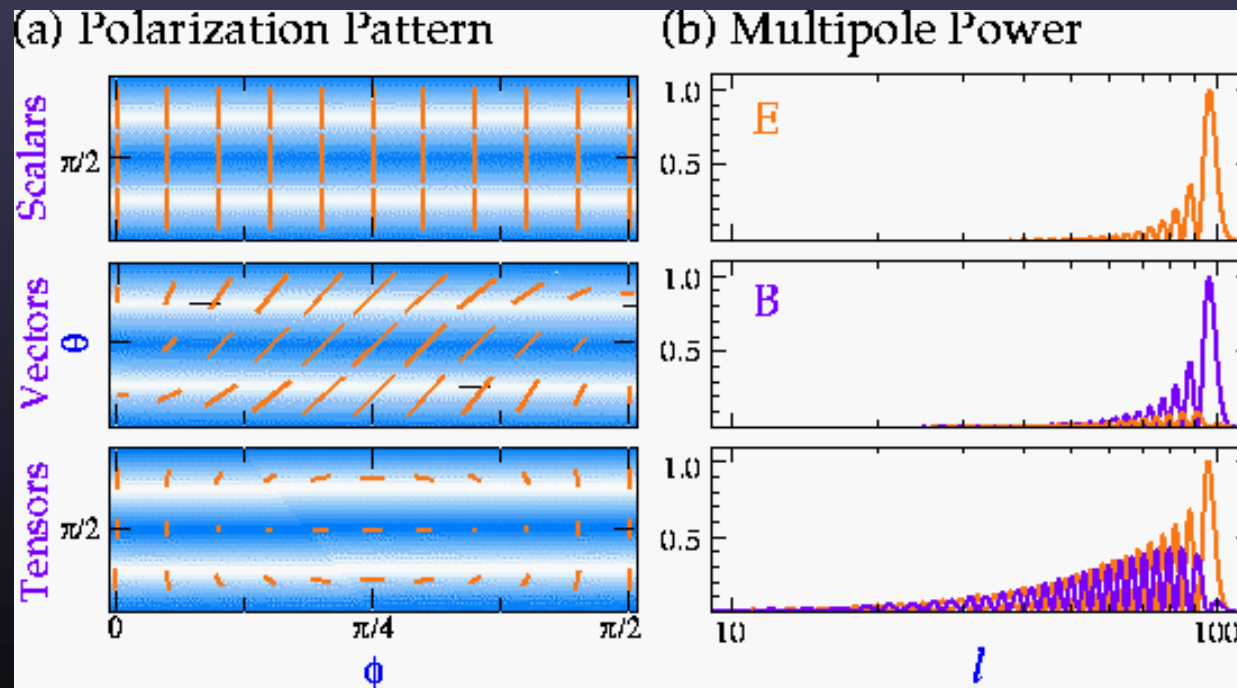 (a) Polarization Pattern
(b) Multipole Power
Scalars
π/2
1.0
E
0.5
Vectors
θ
1.0
B
0.5
Tensors
π/2
1.0
0.5
0
π/4
π/2
10
100
ϕ
l